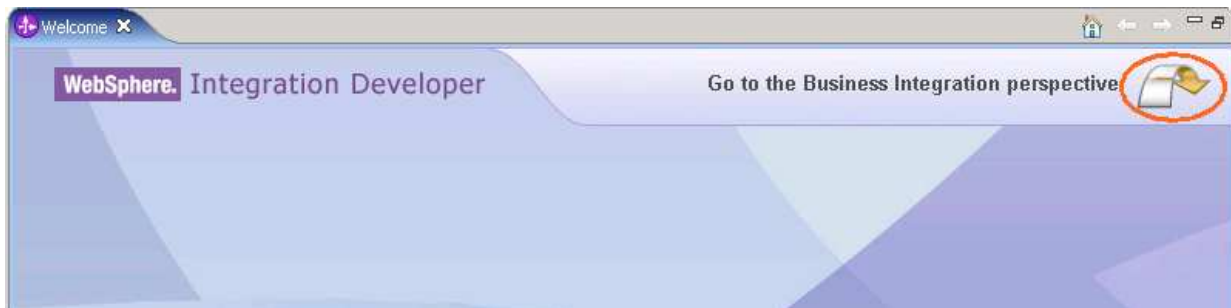 Welcome
WebSphere. Integration Developer
Go to the Business Integration perspective